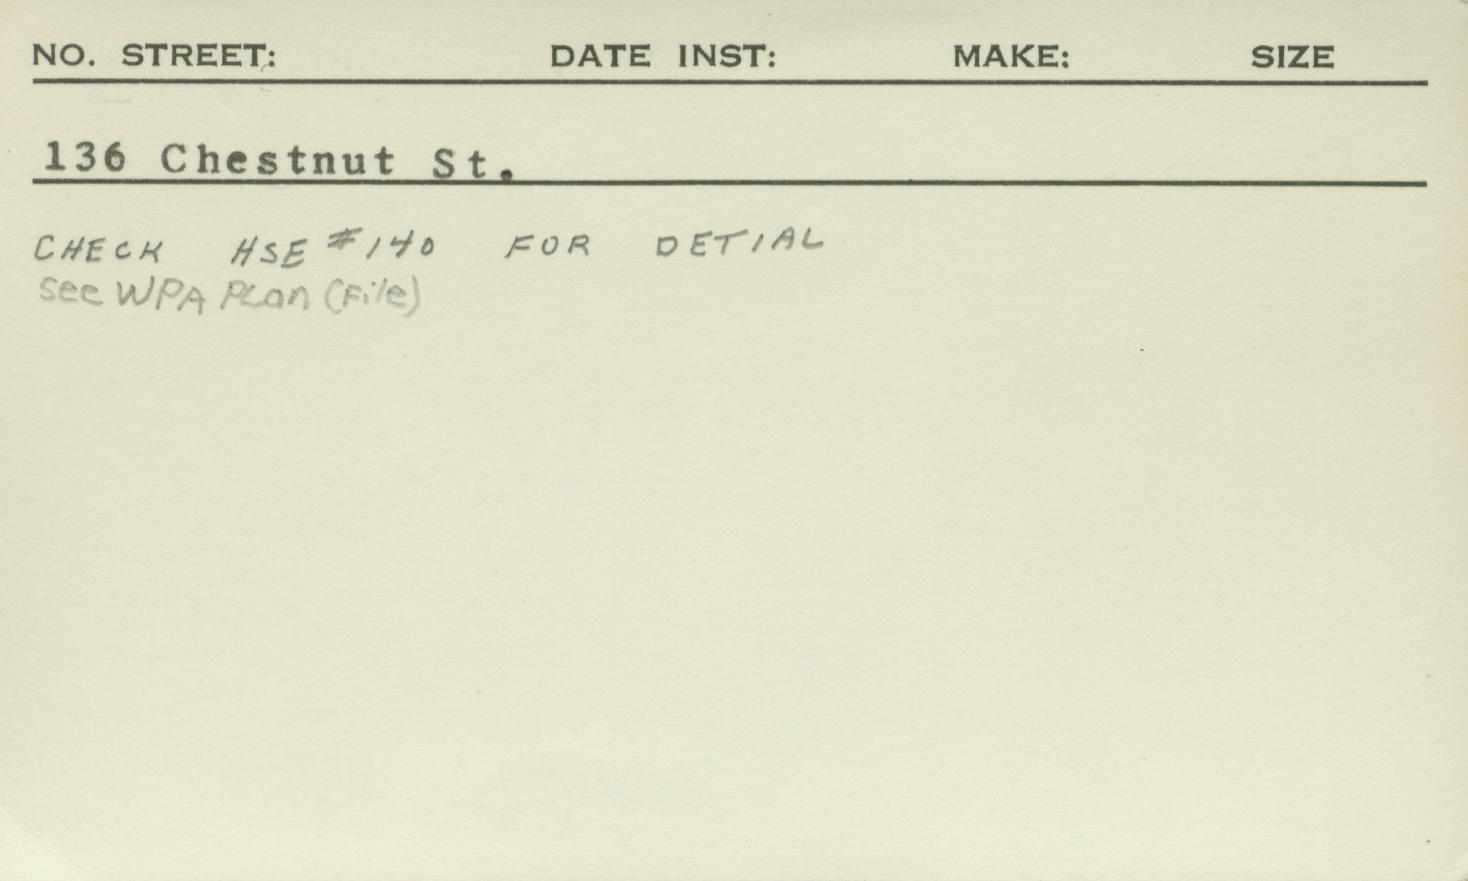 NO. STREET: DATE INST: MAKE: SIZE
136 Chestnut St.
CHECK HSE #140 FOR DETIAL
See WPA PLan (File)